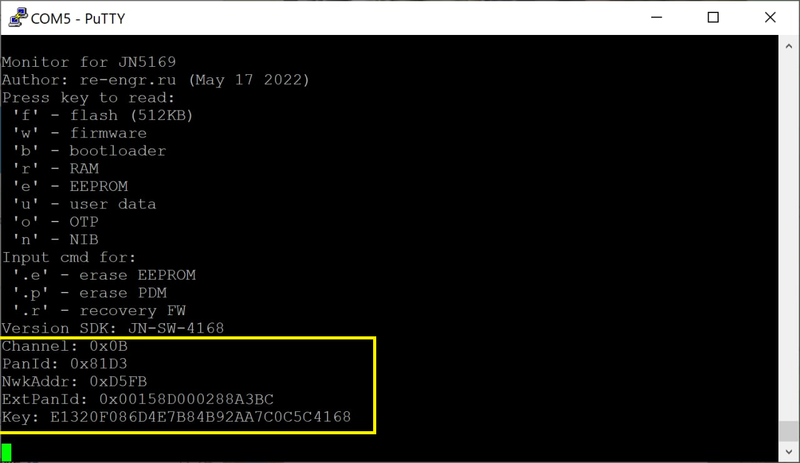 COM5 - PuTTY
Monitor for JN5169
Author: re-engr.ru (May 17 2022)
Press key to read:
'f' - flash (512KB)
'w' - firmware
'b' - bootloader
'r' - RAM
'e' - EEPROM
'u' - user data
'o' - OTP
'n' - NIB
Input cmd for:
'.e' - erase EEPROM
'.p' - erase PDM
'.r' - recovery FW
Version SDK: JN-SW-4168
Channel: 0x0B
PanId: 0x81D3
NwkAddr: 0xD5FB
ExtPanId: 0x00158D000288A3BC
Key: E1320F086D4E7B84B92AA7C0C5C4168